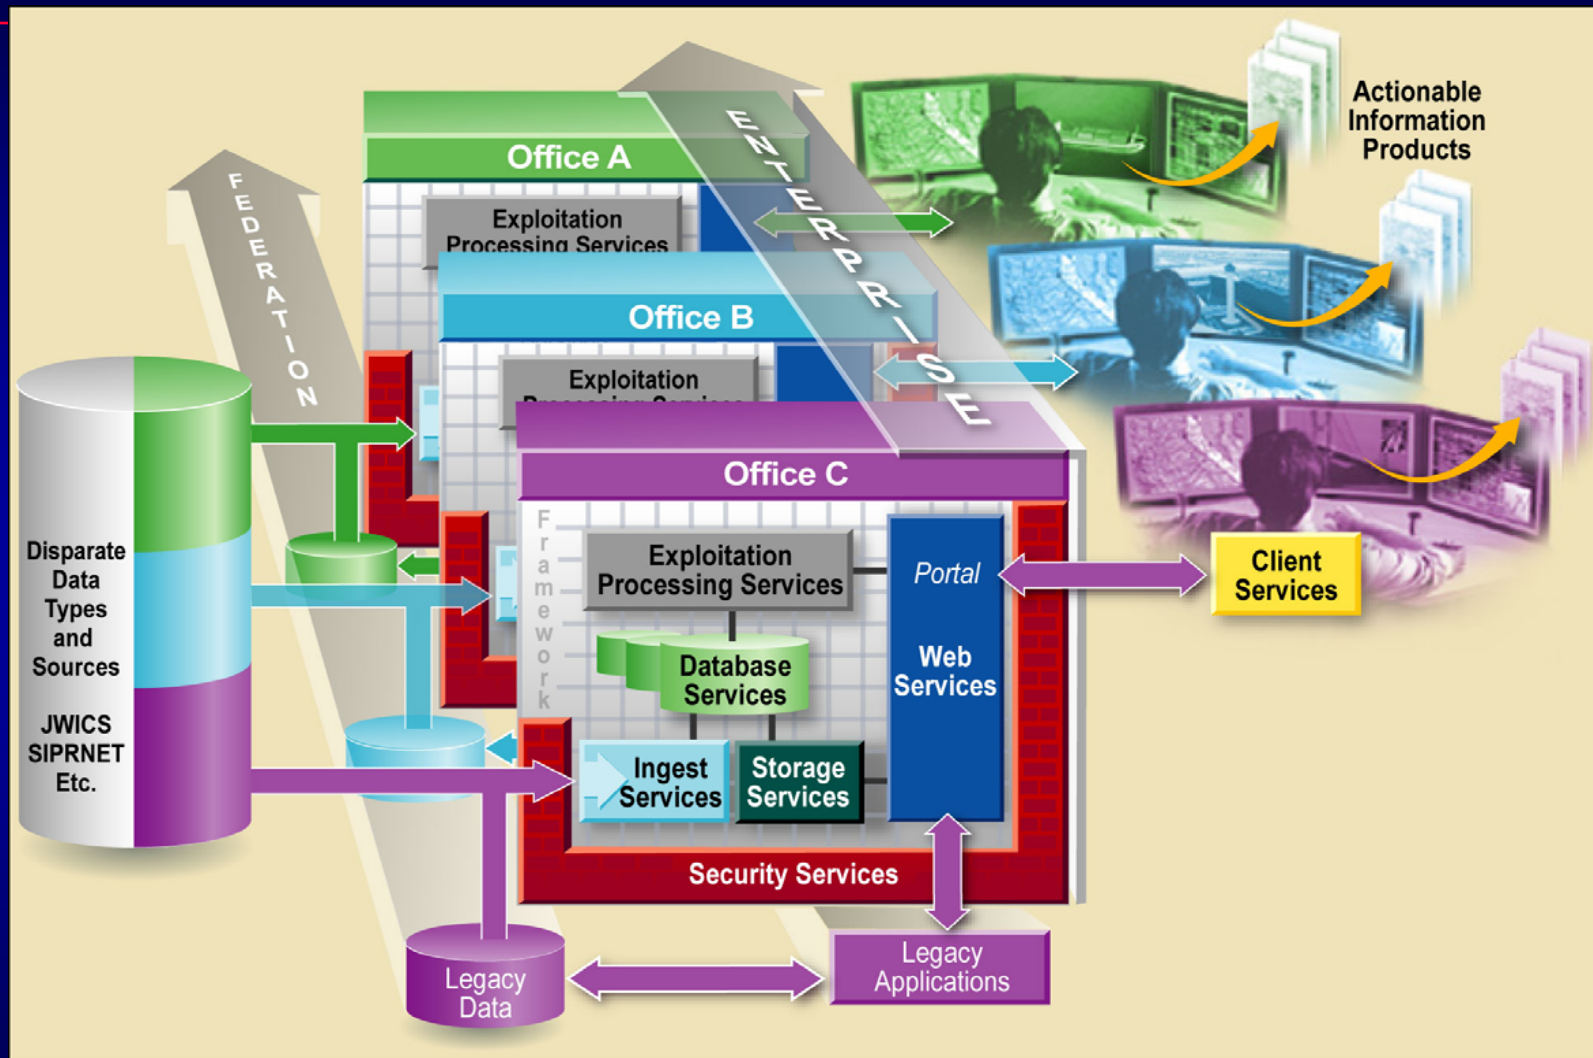 FEDERATION
ENTERPRISE
Office A
Exploitation
Processing Services
Office B
Exploitation
Processing Services
Office C
Framework
Exploitation
Processing Services
Database
Services
Ingest
Services
Storage
Services
Portal
Web
Services
Security Services
Disparate
Data
Types
and
Sources
JWICS
SIPRNET
Etc.
Legacy
Data
Legacy
Applications
Client
Services
Actionable
Information
Products